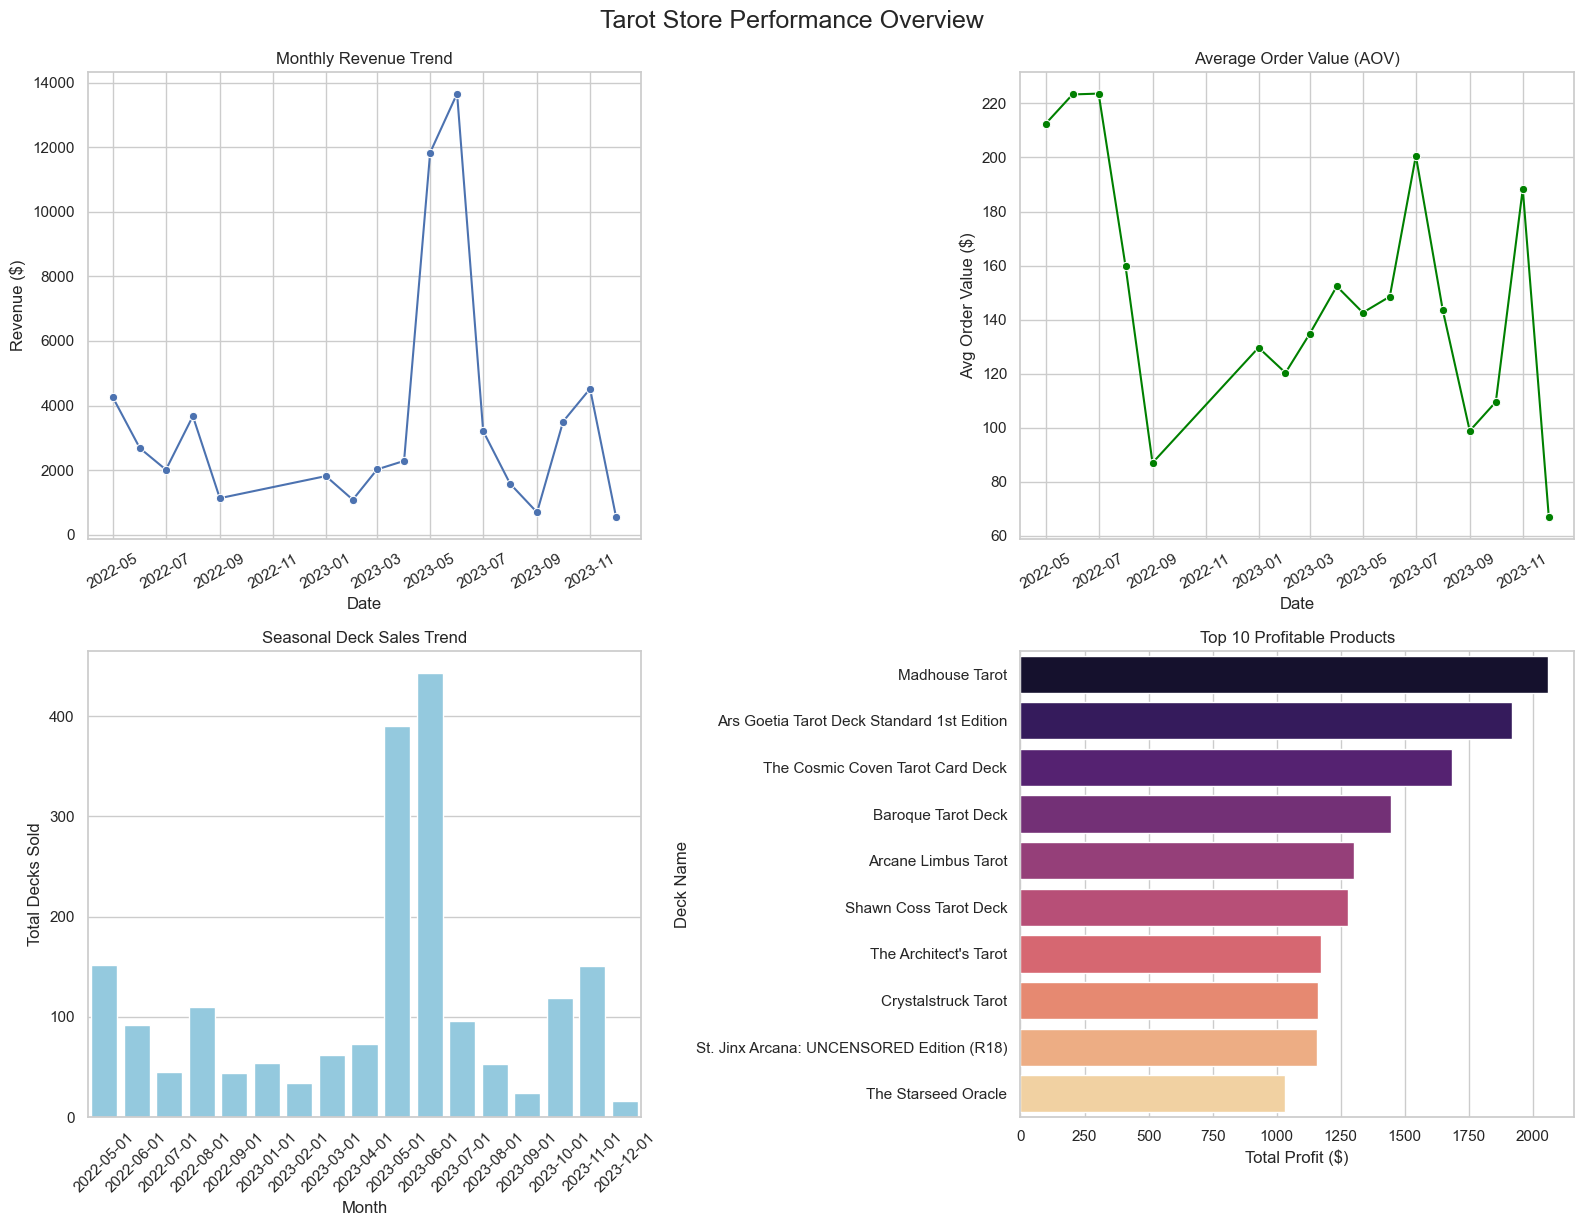 Tarot Store Performance Overview
Monthly Revenue Trend
Revenue ($)
14000
12000
10000
8000
6000
4000
2000
0
2022-05
2022-07
2022-09
2022-11
2023-01
2023-03
2023-05
2023-07
2023-09
2023-11
Date
Average Order Value (AOV)
Avg Order Value ($)
220
200
180
160
140
120
100
80
60
2022-05
2022-07
2022-09
2022-11
2023-01
2023-03
2023-05
2023-07
2023-09
2023-11
Date
Seasonal Deck Sales Trend
Total Decks Sold
400
300
200
100
0
2022-05-01
2022-06-01
2022-07-01
2022-08-01
2022-09-01
2023-01-01
2023-02-01
2023-03-01
2023-04-01
2023-05-01
2023-06-01
2023-07-01
2023-08-01
2023-09-01
2023-10-01
2023-11-01
2023-12-01
Month
Top 10 Profitable Products
Deck Name
Madhouse Tarot
Ars Goetia Tarot Deck Standard 1st Edition
The Cosmic Coven Tarot Card Deck
Baroque Tarot Deck
Arcane Limbus Tarot
Shawn Coss Tarot Deck
The Architect's Tarot
Crystalstruck Tarot
St. Jinx Arcana: UNCENSORED Edition (R18)
The Starseed Oracle
0
250
500
750
1000
1250
1500
1750
2000
Total Profit ($)